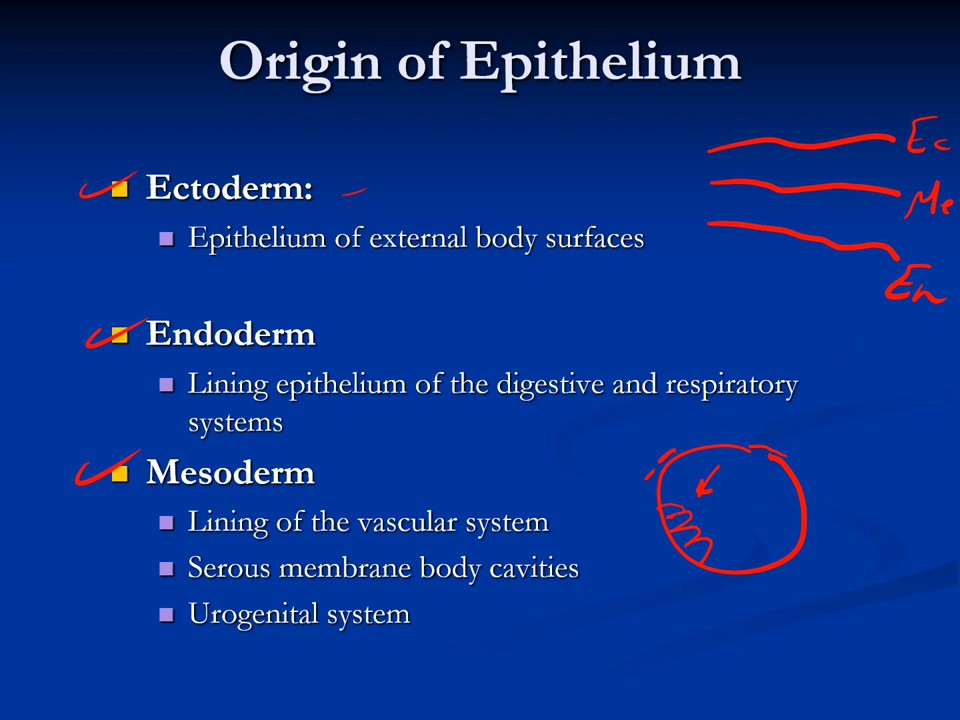 Origin of Epithelium
Ec
Ectoderm:
Me
Epithelium of external body surfaces
En
Endoderm
Lining epithelium of the digestive and respiratory
systems
Mesoderm
Lining of the vascular system
Serous membrane body cavities
Urogenital system